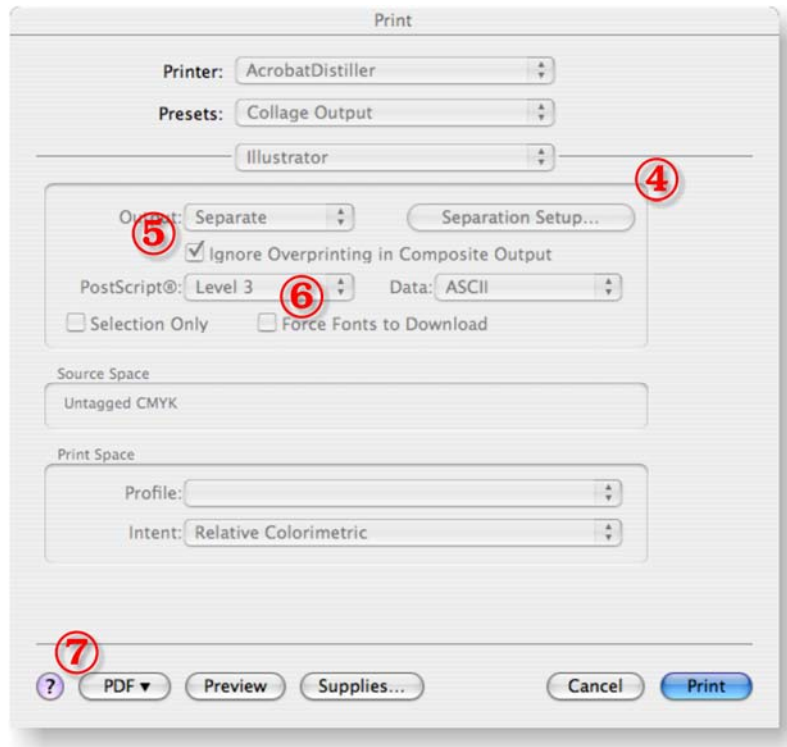 Print
Printer: AcrobatDistiller
Presets: Collage Output
Illustrator
④
Output: Separate Separation Setup...
⑤
Ignore Overprinting in Composite Output
PostScript®: Level 3 ⑥ Data: ASCII
Selection Only Force Fonts to Download
Source Space
Untagged CMYK
Print Space
Profile:
Intent: Relative Colorimetric
⑦
? PDF ▼ Preview Supplies... Cancel Print